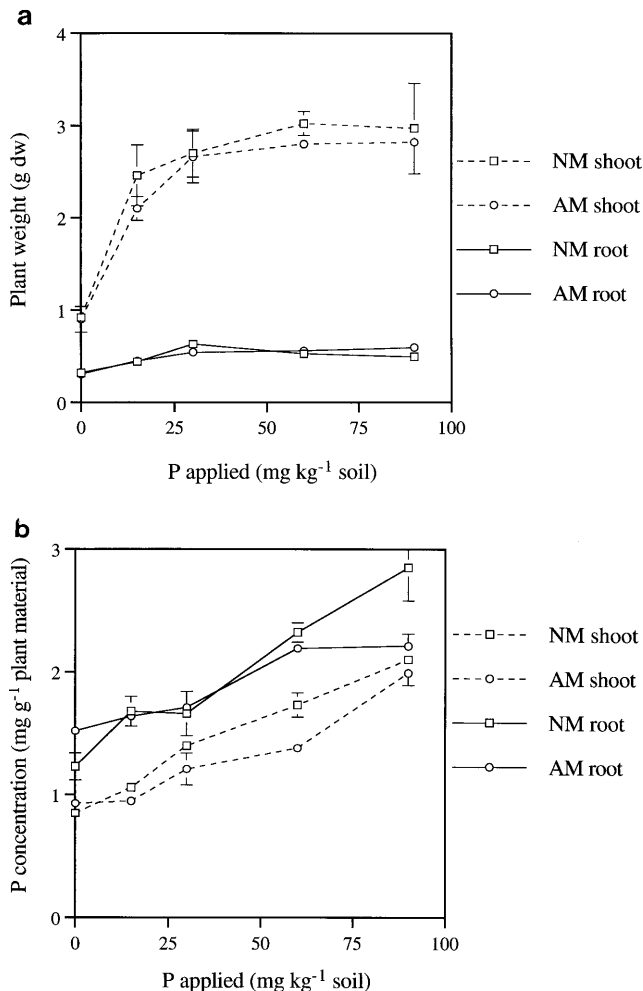 a
Plant weight (g dw)
4
3
2
1
0
0 25 50 75 100
P applied (mg kg⁻¹ soil)
NM shoot
AM shoot
NM root
AM root
b
P concentration (mg g⁻¹ plant material)
3
2
1
0
0 25 50 75 100
P applied (mg kg⁻¹ soil)
NM shoot
AM shoot
NM root
AM root